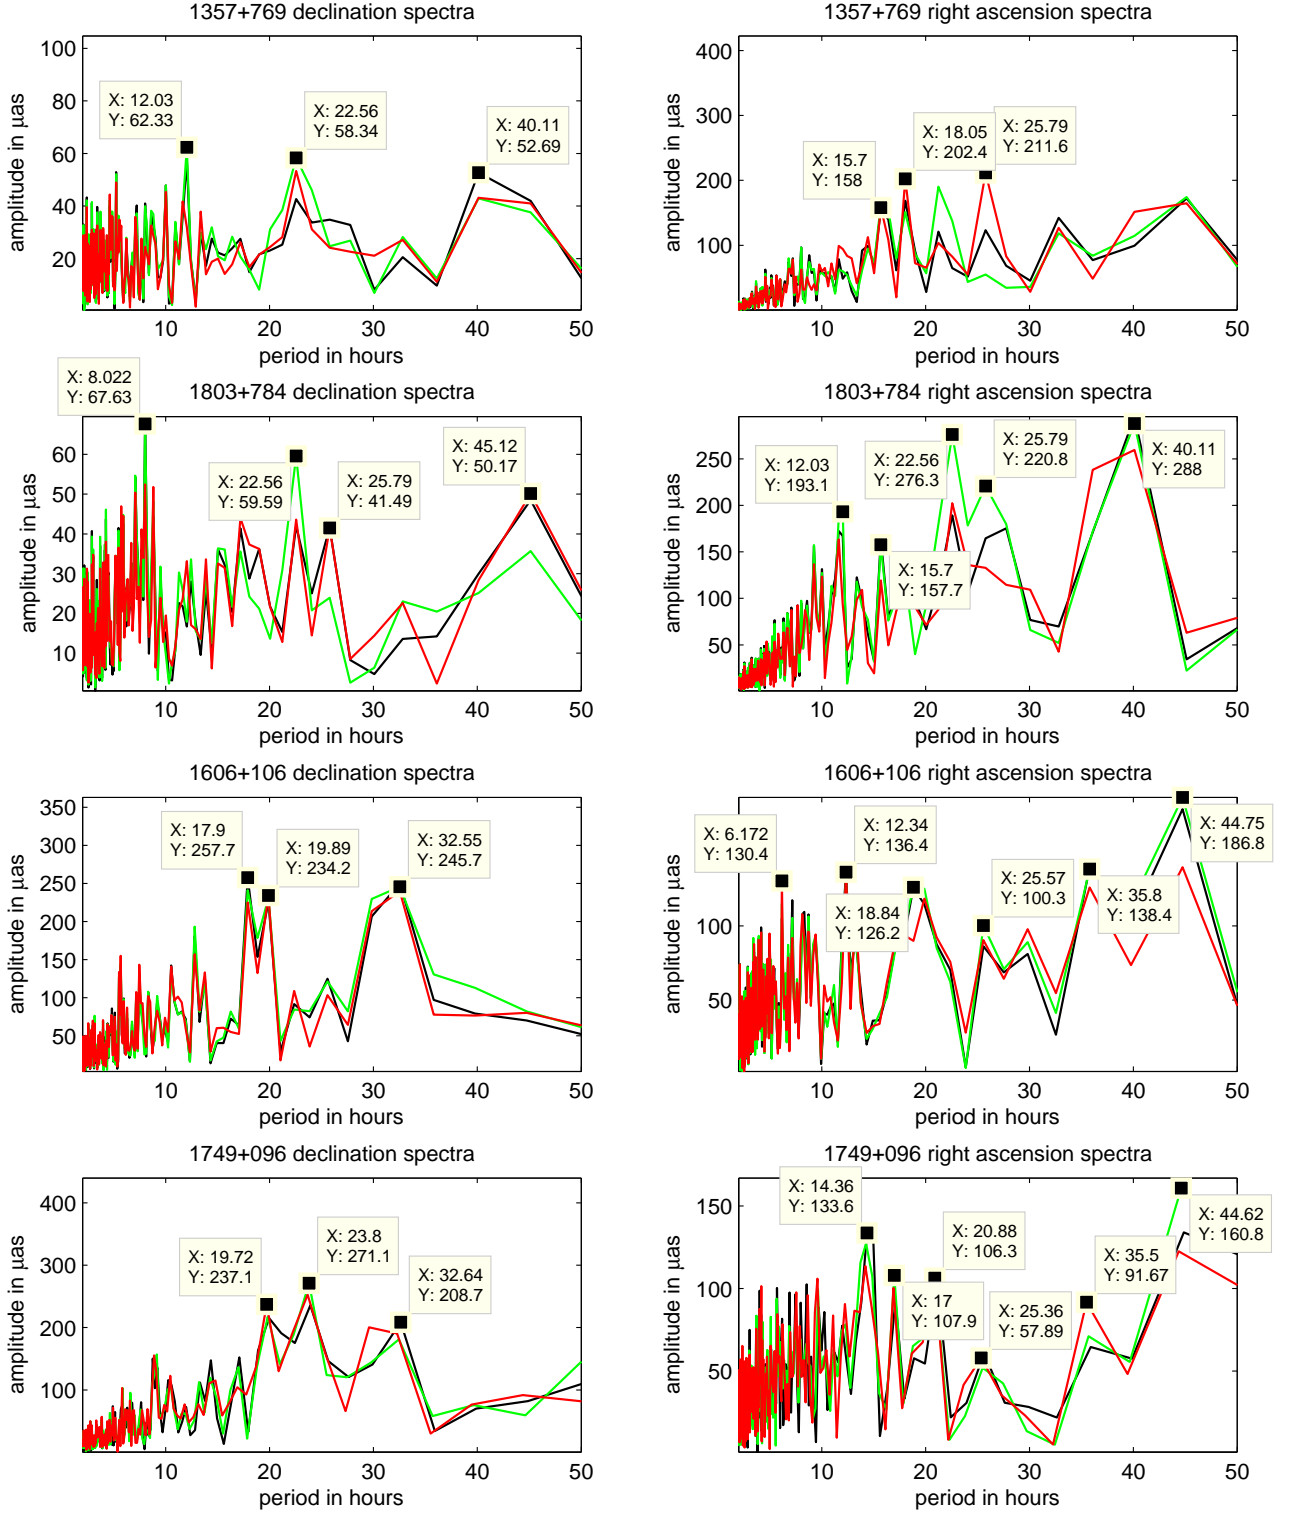 1357+769 declination spectra
amplitude in μas
100
80
60
40
20
X: 12.03
Y: 62.33
X: 22.56
Y: 58.34
X: 40.11
Y: 52.69
10 20 30 40 50
period in hours
1357+769 right ascension spectra
amplitude in μas
400
300
200
100
X: 15.7
Y: 158
X: 18.05
Y: 202.4
X: 25.79
Y: 211.6
10 20 30 40 50
period in hours
1803+784 declination spectra
amplitude in μas
60
50
40
30
20
10
X: 8.022
Y: 67.63
X: 22.56
Y: 59.59
X: 25.79
Y: 41.49
X: 45.12
Y: 50.17
10 20 30 40 50
period in hours
1803+784 right ascension spectra
amplitude in μas
250
200
150
100
50
X: 12.03
Y: 193.1
X: 22.56
Y: 276.3
X: 15.7
Y: 157.7
X: 25.79
Y: 220.8
X: 40.11
Y: 288
10 20 30 40 50
period in hours
1606+106 declination spectra
amplitude in μas
350
300
250
200
150
100
50
X: 17.9
Y: 257.7
X: 19.89
Y: 234.2
X: 32.55
Y: 245.7
10 20 30 40 50
period in hours
1606+106 right ascension spectra
amplitude in μas
100
50
X: 6.172
Y: 130.4
X: 12.34
Y: 136.4
X: 18.84
Y: 126.2
X: 25.57
Y: 100.3
X: 35.8
Y: 138.4
X: 44.75
Y: 186.8
10 20 30 40 50
period in hours
1749+096 declination spectra
amplitude in μas
400
300
200
100
X: 19.72
Y: 237.1
X: 23.8
Y: 271.1
X: 32.64
Y: 208.7
10 20 30 40 50
period in hours
1749+096 right ascension spectra
amplitude in μas
150
100
50
X: 14.36
Y: 133.6
X: 17
Y: 107.9
X: 20.88
Y: 106.3
X: 25.36
Y: 57.89
X: 35.5
Y: 91.67
X: 44.62
Y: 160.8
10 20 30 40 50
period in hours